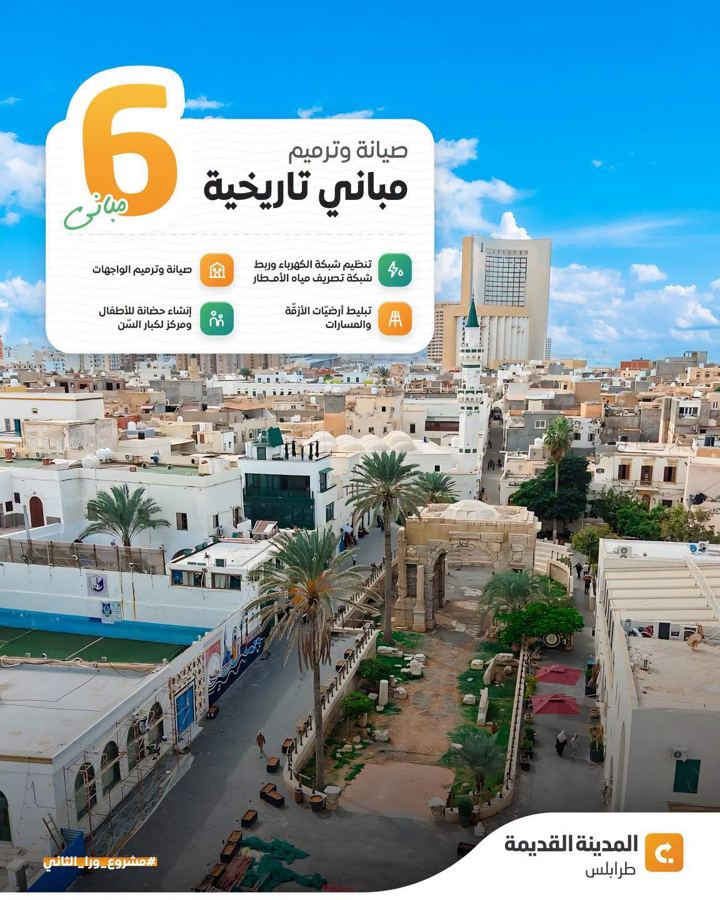 صيانة وترميم
مباني تاريخية
6
مباني
تنظيم شبكة الكهرباء وربط
شبكة تصريف مياه الأمـطار
صيانة وترميم الواجهات
تبليط أرضيّات الأزقّة
والمسارات
إنشاء حضانة للأطفال
ومركز لكبار السّن
#مشروع_ورا_الثاني
المدينة القديمة
طرابلس